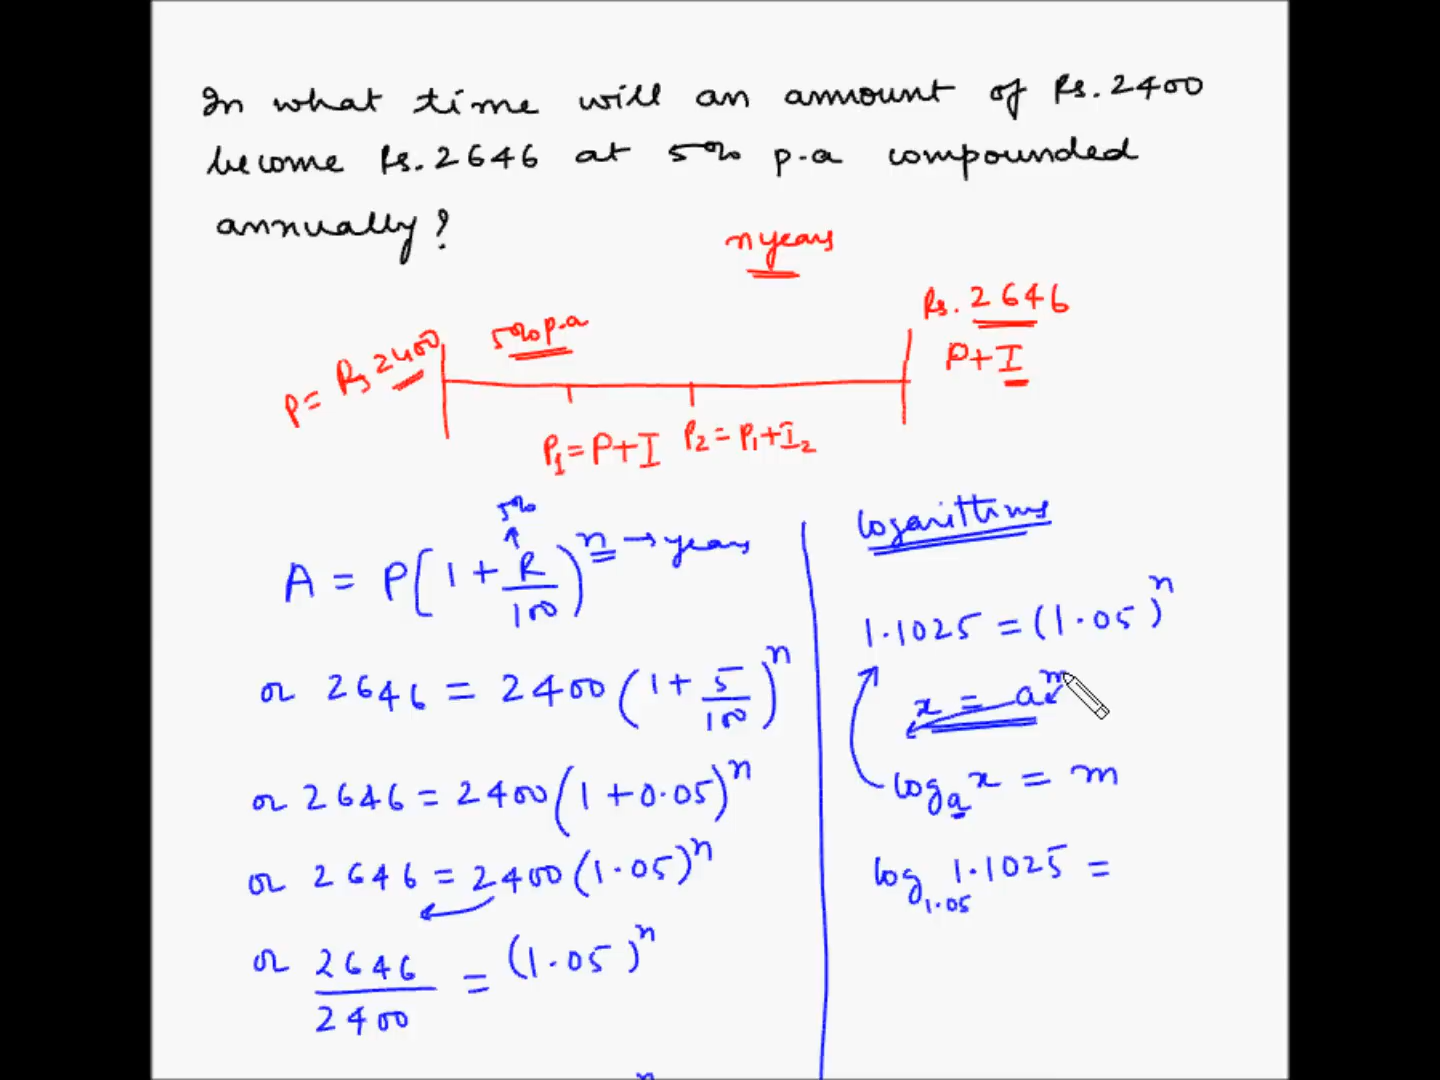 In what time will an amount of Rs. 2400
become Rs. 2646 at 5% p.a compounded
annually?
n years
Rs. 2646
P+I
5% p.a
P = Rs 2400
P1 = P+I
P2 = P1+I2
5%
A = P(1 + R/100)^n → years
or 2646 = 2400 (1 + 5/100)^n
or 2646 = 2400 (1 + 0.05)^n
or 2646 = 2400 (1.05)^n
or 2646/2400 = (1.05)^n
n
logarithms
1.1025 = (1.05)^n
x = a^m
log_a x = m
log_1.05 1.1025 =